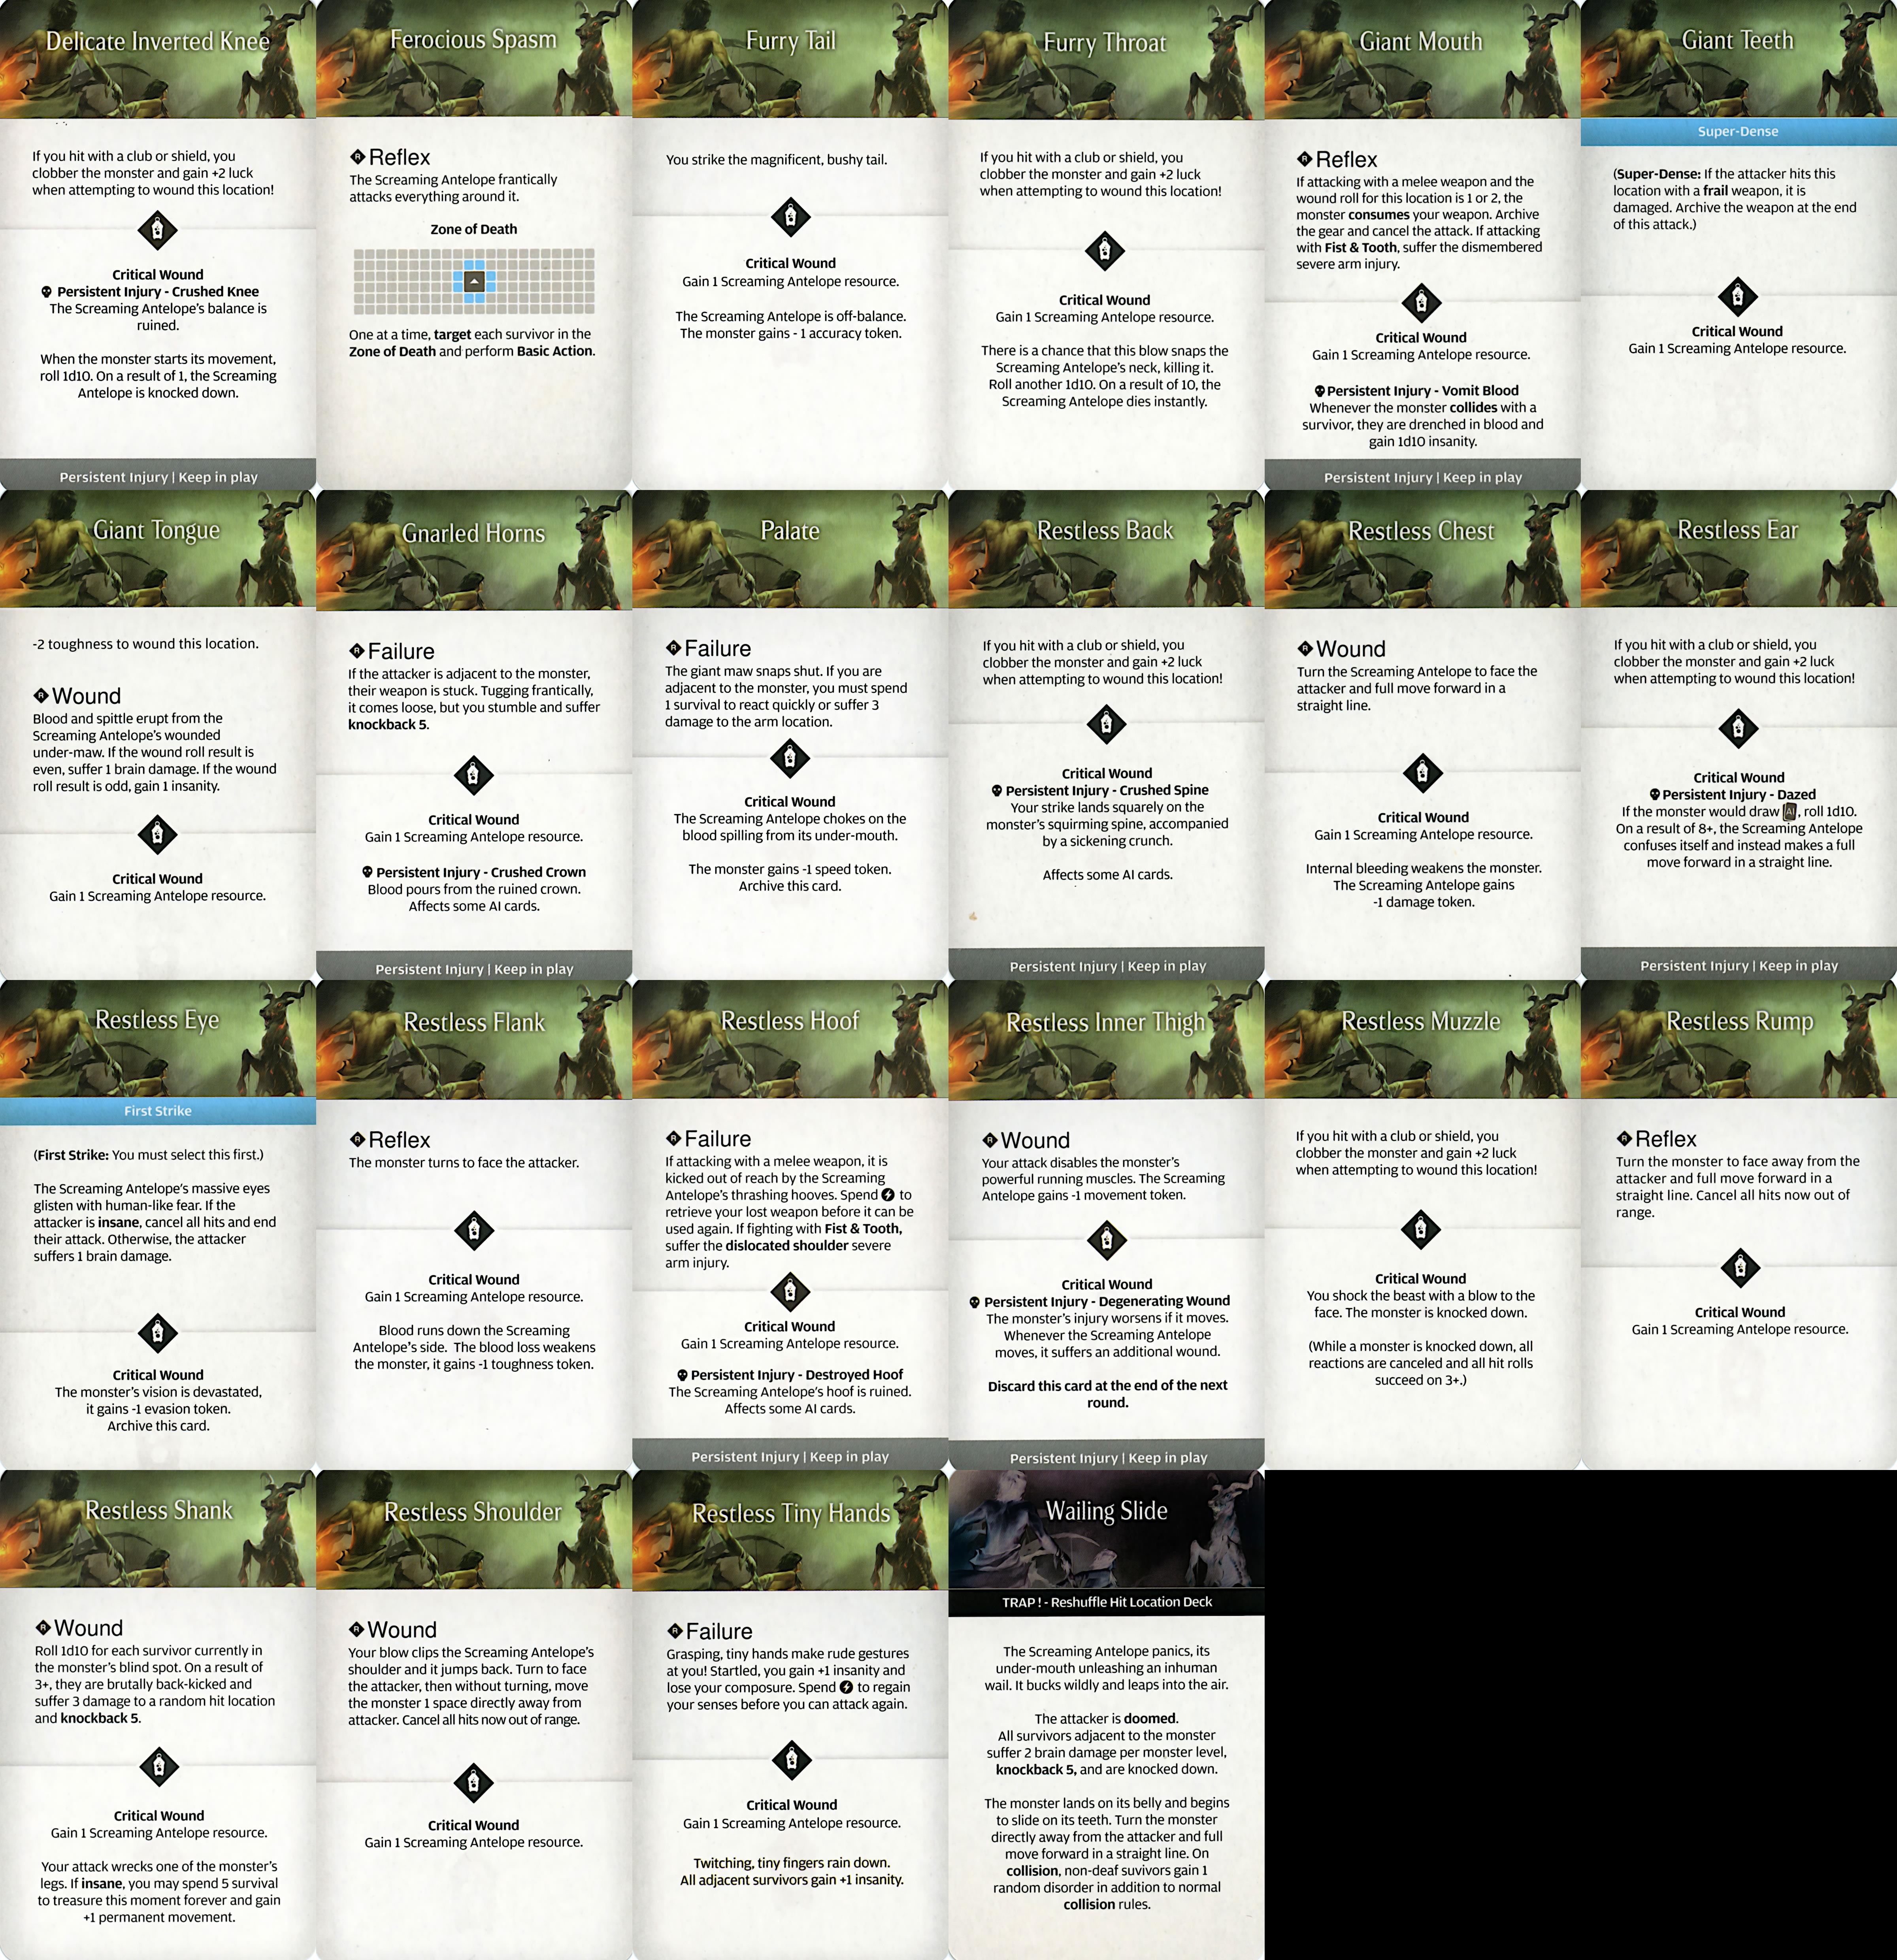 Delicate Inverted Knee
If you hit with a club or shield, you
clobber the monster and gain +2 luck
when attempting to wound this location!
Critical Wound
Persistent Injury - Crushed Knee
The Screaming Antelope's balance is
ruined.
When the monster starts its movement,
roll 1d10. On a result of 1, the Screaming
Antelope is knocked down.
Persistent Injury | Keep in play
Ferocious Spasm
Reflex
The Screaming Antelope frantically
attacks everything around it.
Zone of Death
One at a time, target each survivor in the
Zone of Death and perform Basic Action.
Furry Tail
You strike the magnificent, bushy tail.
Critical Wound
Gain 1 Screaming Antelope resource.
The Screaming Antelope is off-balance.
The monster gains - 1 accuracy token.
Furry Throat
If you hit with a club or shield, you
clobber the monster and gain +2 luck
when attempting to wound this location!
Critical Wound
Gain 1 Screaming Antelope resource.
There is a chance that this blow snaps the
Screaming Antelope's neck, killing it.
Roll another 1d10. On a result of 10, the
Screaming Antelope dies instantly.
Giant Mouth
Reflex
If attacking with a melee weapon and the
wound roll for this location is 1 or 2, the
monster consumes your weapon. Archive
the gear and cancel the attack. If attacking
with Fist & Tooth, suffer the dismembered
severe arm injury.
Critical Wound
Gain 1 Screaming Antelope resource.
Persistent Injury - Vomit Blood
Whenever the monster collides with a
survivor, they are drenched in blood and
gain 1d10 insanity.
Persistent Injury | Keep in play
Giant Teeth
Super-Dense
(Super-Dense: If the attacker hits this
location with a frail weapon, it is
damaged. Archive the weapon at the end
of this attack.)
Critical Wound
Gain 1 Screaming Antelope resource.
Giant Tongue
-2 toughness to wound this location.
Wound
Blood and spittle erupt from the
Screaming Antelope's wounded
under-maw. If the wound roll result is
even, suffer 1 brain damage. If the wound
roll result is odd, gain 1 insanity.
Critical Wound
Gain 1 Screaming Antelope resource.
Gnarled Horns
Failure
If the attacker is adjacent to the monster,
their weapon is stuck. Tugging frantically,
it comes loose, but you stumble and suffer
knockback 5.
Critical Wound
Gain 1 Screaming Antelope resource.
Persistent Injury - Crushed Crown
Blood pours from the ruined crown.
Affects some AI cards.
Persistent Injury | Keep in play
Palate
Failure
The giant maw snaps shut. If you are
adjacent to the monster, you must spend
1 survival to react quickly or suffer 3
damage to the arm location.
Critical Wound
The Screaming Antelope chokes on the
blood spilling from its under-mouth.
The monster gains -1 speed token.
Archive this card.
Restless Back
If you hit with a club or shield, you
clobber the monster and gain +2 luck
when attempting to wound this location!
Critical Wound
Persistent Injury - Crushed Spine
Your strike lands squarely on the
monster's squirming spine, accompanied
by a sickening crunch.
Affects some AI cards.
Persistent Injury | Keep in play
Restless Chest
Wound
Turn the Screaming Antelope to face the
attacker and full move forward in a
straight line.
Critical Wound
Gain 1 Screaming Antelope resource.
Internal bleeding weakens the monster.
The Screaming Antelope gains
-1 damage token.
Restless Ear
If you hit with a club or shield, you
clobber the monster and gain +2 luck
when attempting to wound this location!
Critical Wound
Persistent Injury - Dazed
If the monster would draw AI, roll 1d10.
On a result of 8+, the Screaming Antelope
confuses itself and instead makes a full
move forward in a straight line.
Persistent Injury | Keep in play
Restless Eye
First Strike
(First Strike: You must select this first.)
The Screaming Antelope's massive eyes
glisten with human-like fear. If the
attacker is insane, cancel all hits and end
their attack. Otherwise, the attacker
suffers 1 brain damage.
Critical Wound
The monster's vision is devastated,
it gains -1 evasion token.
Archive this card.
Restless Flank
Reflex
The monster turns to face the attacker.
Critical Wound
Gain 1 Screaming Antelope resource.
Blood runs down the Screaming
Antelope's side. The blood loss weakens
the monster, it gains -1 toughness token.
Restless Hoof
Failure
If attacking with a melee weapon, it is
kicked out of reach by the Screaming
Antelope's thrashing hooves. Spend to
retrieve your lost weapon before it can be
used again. If fighting with Fist & Tooth,
suffer the dislocated shoulder severe
arm injury.
Critical Wound
Gain 1 Screaming Antelope resource.
Persistent Injury - Destroyed Hoof
The Screaming Antelope's hoof is ruined.
Affects some AI cards.
Persistent Injury | Keep in play
Restless Inner Thigh
Wound
Your attack disables the monster's
powerful running muscles. The Screaming
Antelope gains -1 movement token.
Critical Wound
Persistent Injury - Degenerating Wound
The monster's injury worsens if it moves.
Whenever the Screaming Antelope
moves, it suffers an additional wound.
Discard this card at the end of the next
round.
Persistent Injury | Keep in play
Restless Muzzle
If you hit with a club or shield, you
clobber the monster and gain +2 luck
when attempting to wound this location!
Critical Wound
You shock the beast with a blow to the
face. The monster is knocked down.
(While a monster is knocked down, all
reactions are canceled and all hit rolls
succeed on 3+.)
Restless Rump
Reflex
Turn the monster to face away from the
attacker and full move forward in a
straight line. Cancel all hits now out of
range.
Critical Wound
Gain 1 Screaming Antelope resource.
Restless Shank
Wound
Roll 1d10 for each survivor currently in
the monster's blind spot. On a result of
3+, they are brutally back-kicked and
suffer 3 damage to a random hit location
and knockback 5.
Critical Wound
Gain 1 Screaming Antelope resource.
Your attack wrecks one of the monster's
legs. If insane, you may spend 5 survival
to treasure this moment forever and gain
+1 permanent movement.
Restless Shoulder
Wound
Your blow clips the Screaming Antelope's
shoulder and it jumps back. Turn to face
the attacker, then without turning, move
the monster 1 space directly away from
attacker. Cancel all hits now out of range.
Critical Wound
Gain 1 Screaming Antelope resource.
Restless Tiny Hands
Failure
Grasping, tiny hands make rude gestures
at you! Startled, you gain +1 insanity and
lose your composure. Spend to regain
your senses before you can attack again.
Critical Wound
Gain 1 Screaming Antelope resource.
Twitching, tiny fingers rain down.
All adjacent survivors gain +1 insanity.
Wailing Slide
TRAP! - Reshuffle Hit Location Deck
The Screaming Antelope panics, its
under-mouth unleashing an inhuman
wail. It bucks wildly and leaps into the air.
The attacker is doomed.
All survivors adjacent to the monster
suffer 2 brain damage per monster level,
knockback 5, and are knocked down.
The monster lands on its belly and begins
to slide on its teeth. Turn the monster
directly away from the attacker and full
move forward in a straight line. On
collision, non-deaf suvivors gain 1
random disorder in addition to normal
collision rules.